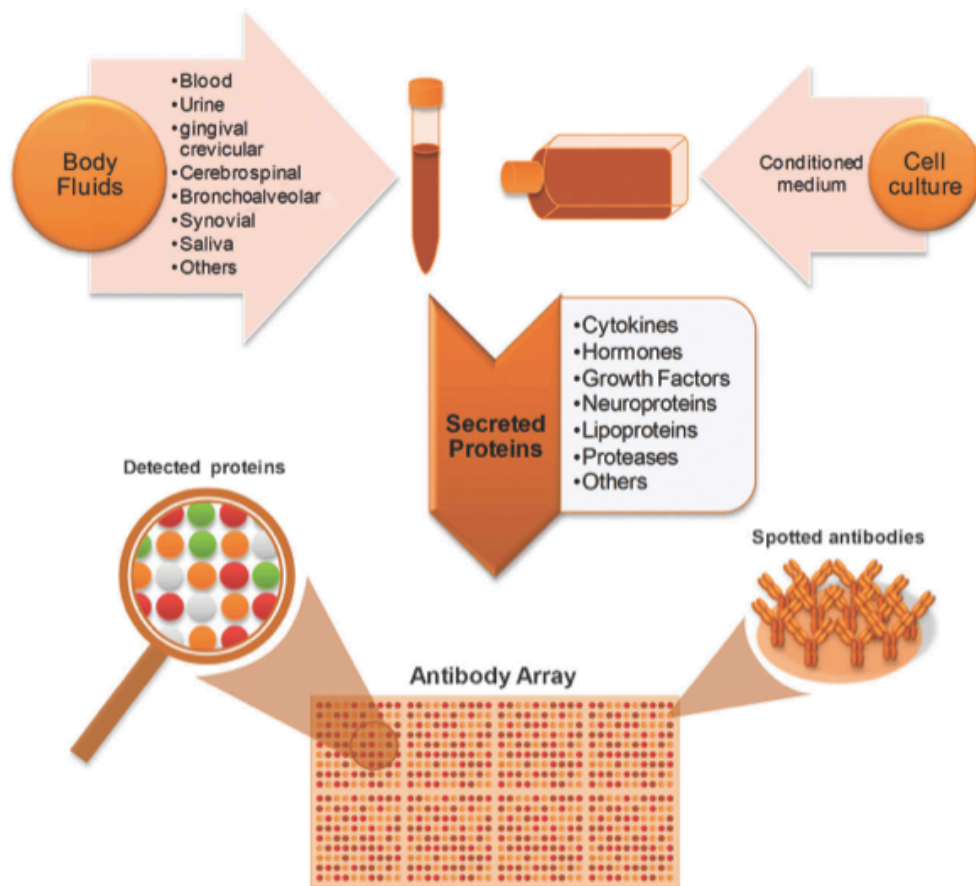 Body
Fluids
•Blood
•Urine
•gingival
crevicular
•Cerebrospinal
•Bronchoalveolar
•Synovial
•Saliva
•Others
Conditioned
medium
Cell
culture
Secreted
Proteins
•Cytokines
•Hormones
•Growth Factors
•Neuroproteins
•Lipoproteins
•Proteases
•Others
Detected proteins
Spotted antibodies
Antibody Array